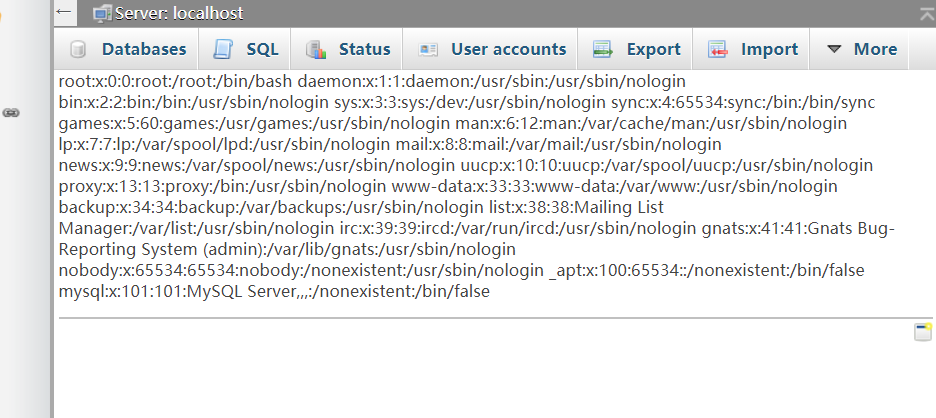 Server: localhost
Databases SQL Status User accounts Export Import More
root:x:0:0:root:/root:/bin/bash daemon:x:1:1:daemon:/usr/sbin:/usr/sbin/nologin
bin:x:2:2:bin:/bin:/usr/sbin/nologin sys:x:3:3:sys:/dev:/usr/sbin/nologin sync:x:4:65534:sync:/bin:/bin/sync
games:x:5:60:games:/usr/games:/usr/sbin/nologin man:x:6:12:man:/var/cache/man:/usr/sbin/nologin
lp:x:7:7:lp:/var/spool/lpd:/usr/sbin/nologin mail:x:8:8:mail:/var/mail:/usr/sbin/nologin
news:x:9:9:news:/var/spool/news:/usr/sbin/nologin uucp:x:10:10:uucp:/var/spool/uucp:/usr/sbin/nologin
proxy:x:13:13:proxy:/bin:/usr/sbin/nologin www-data:x:33:33:www-data:/var/www:/usr/sbin/nologin
backup:x:34:34:backup:/var/backups:/usr/sbin/nologin list:x:38:38:Mailing List
Manager:/var/list:/usr/sbin/nologin irc:x:39:39:ircd:/var/run/ircd:/usr/sbin/nologin gnats:x:41:41:Gnats Bug-
Reporting System (admin):/var/lib/gnats:/usr/sbin/nologin
nobody:x:65534:65534:nobody:/nonexistent:/usr/sbin/nologin _apt:x:100:65534::/nonexistent:/bin/false
mysql:x:101:101:MySQL Server,,,:/nonexistent:/bin/false